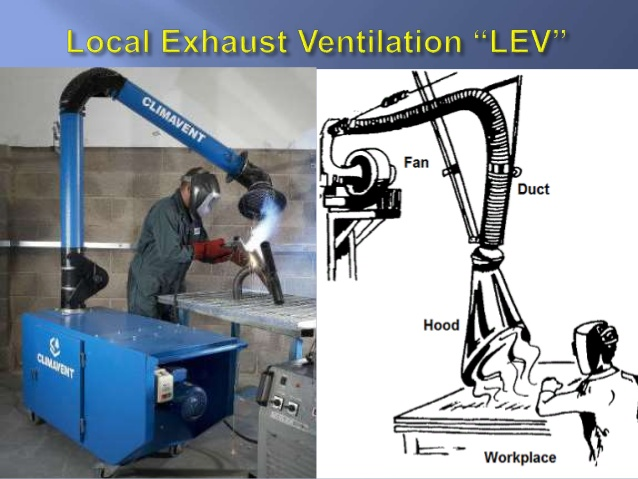 Local Exhaust Ventilation “LEV”
CLIMAVENT
CLIMAVENT
Fan
Duct
Hood
Workplace